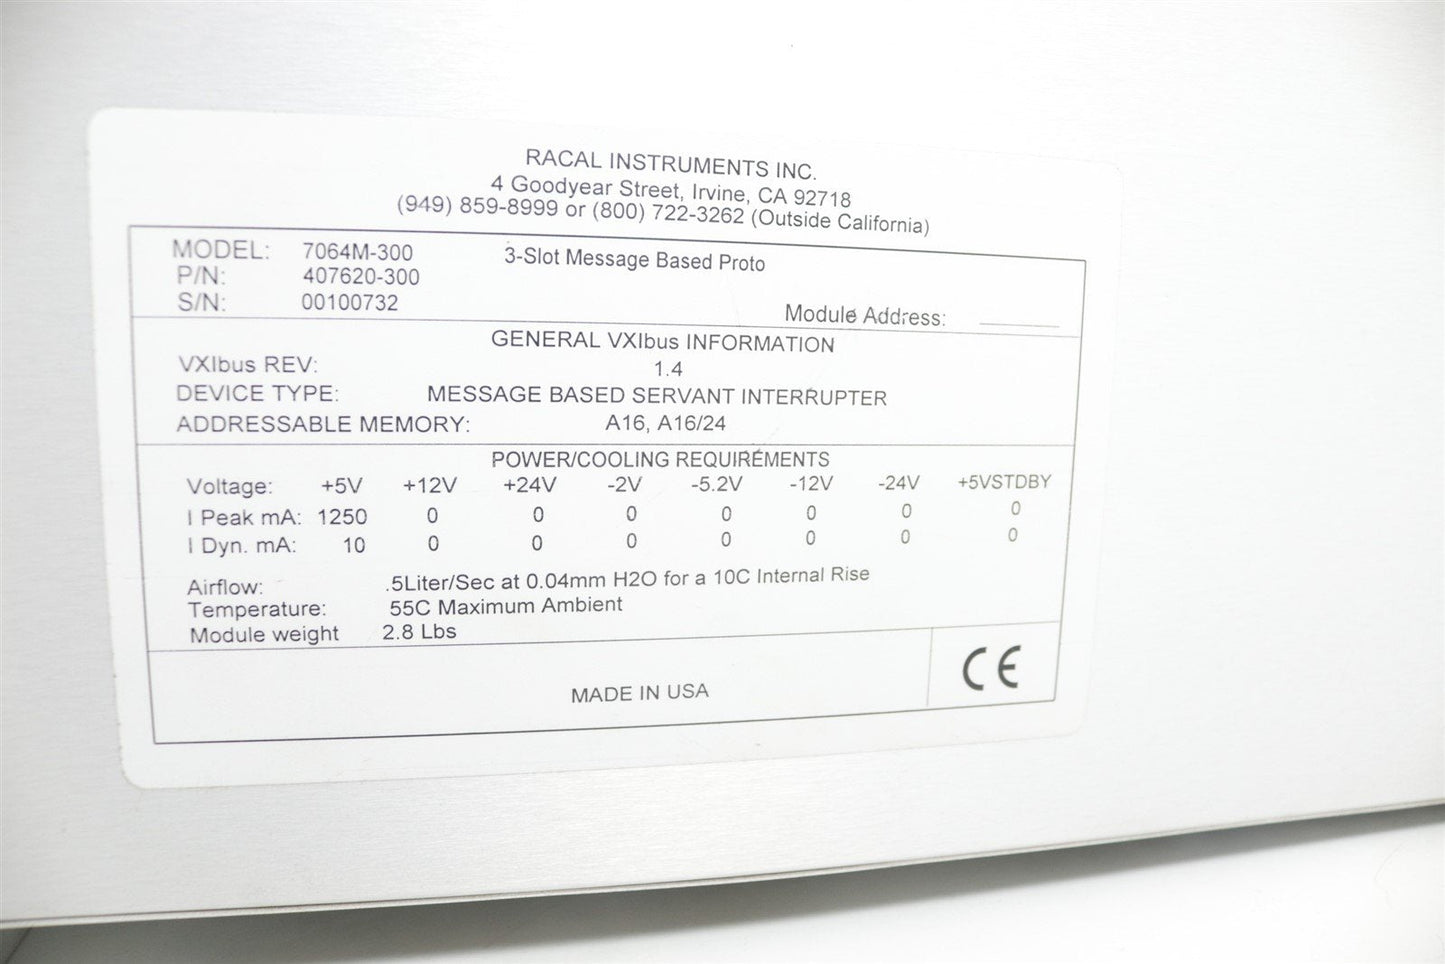 RACAL INSTRUMENTS INC.
4 Goodyear Street, Irvine, CA 92718
(949) 859-8999 or (800) 722-3262 (Outside California)
MODEL: 7064M-300 3-Slot Message Based Proto
P/N: 407620-300
S/N: 00100732
Module Address: ________
GENERAL VXIbus INFORMATION
VXIbus REV: 1.4
DEVICE TYPE: MESSAGE BASED SERVANT INTERRUPTER
ADDRESSABLE MEMORY: A16, A16/24
POWER/COOLING REQUIREMENTS
Voltage: +5V +12V +24V -2V -5.2V -12V -24V +5VSTDBY
I Peak mA: 1250 0 0 0 0 0 0 0
I Dyn. mA: 10 0 0 0 0 0 0 0
Airflow: .5Liter/Sec at 0.04mm H2O for a 10C Internal Rise
Temperature: 55C Maximum Ambient
Module weight 2.8 Lbs
MADE IN USA
CE